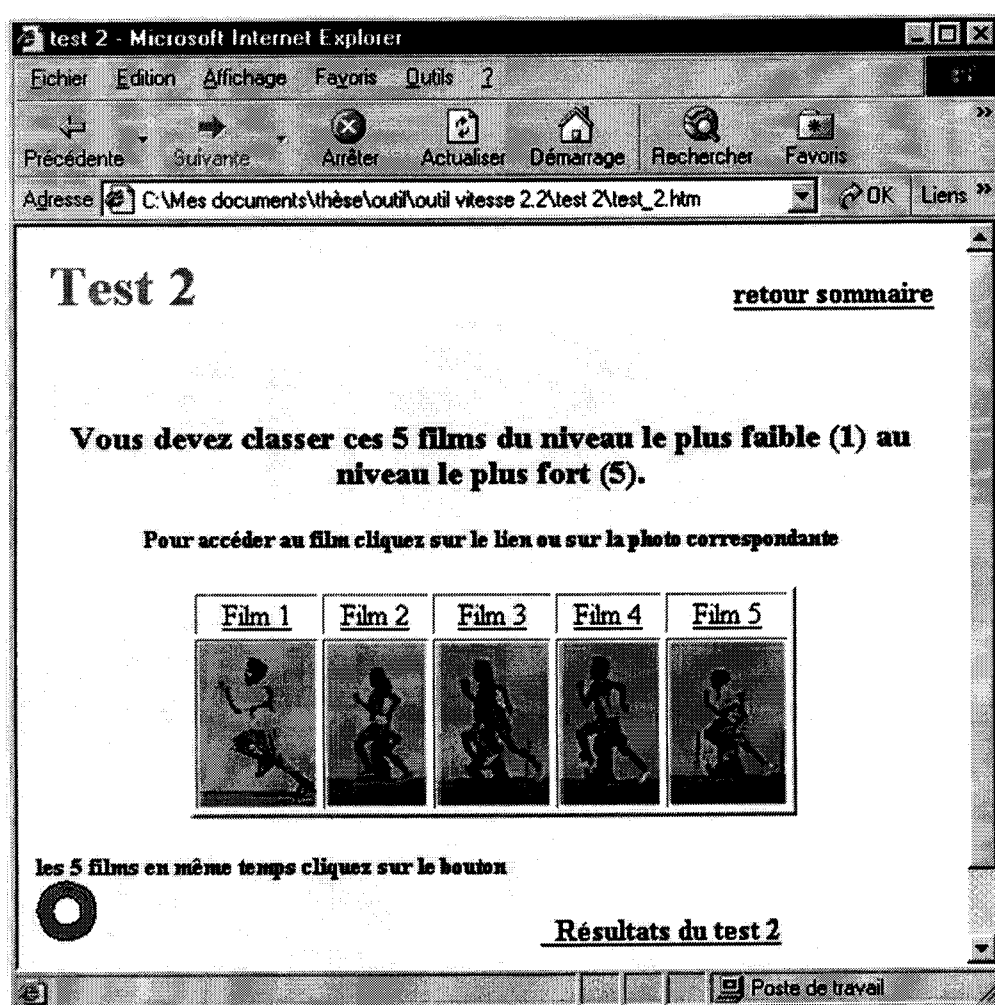 test 2 - Microsoft Internet Explorer
Fichier Edition Affichage Favoris Outils ?
Précédente Suivante Arrêter Actualiser Démarrage Rechercher Favoris
Adresse C:\Mes documents\thèse\outil\outil vitesse 2.2\test 2\test_2.htm OK Liens
Test 2
retour sommaire
Vous devez classer ces 5 films du niveau le plus faible (1) au
niveau le plus fort (5).
Pour accéder au film cliquez sur le lien ou sur la photo correspondante
Film 1 Film 2 Film 3 Film 4 Film 5
les 5 films en même temps cliquez sur le bouton
Résultats du test 2
Poste de travail